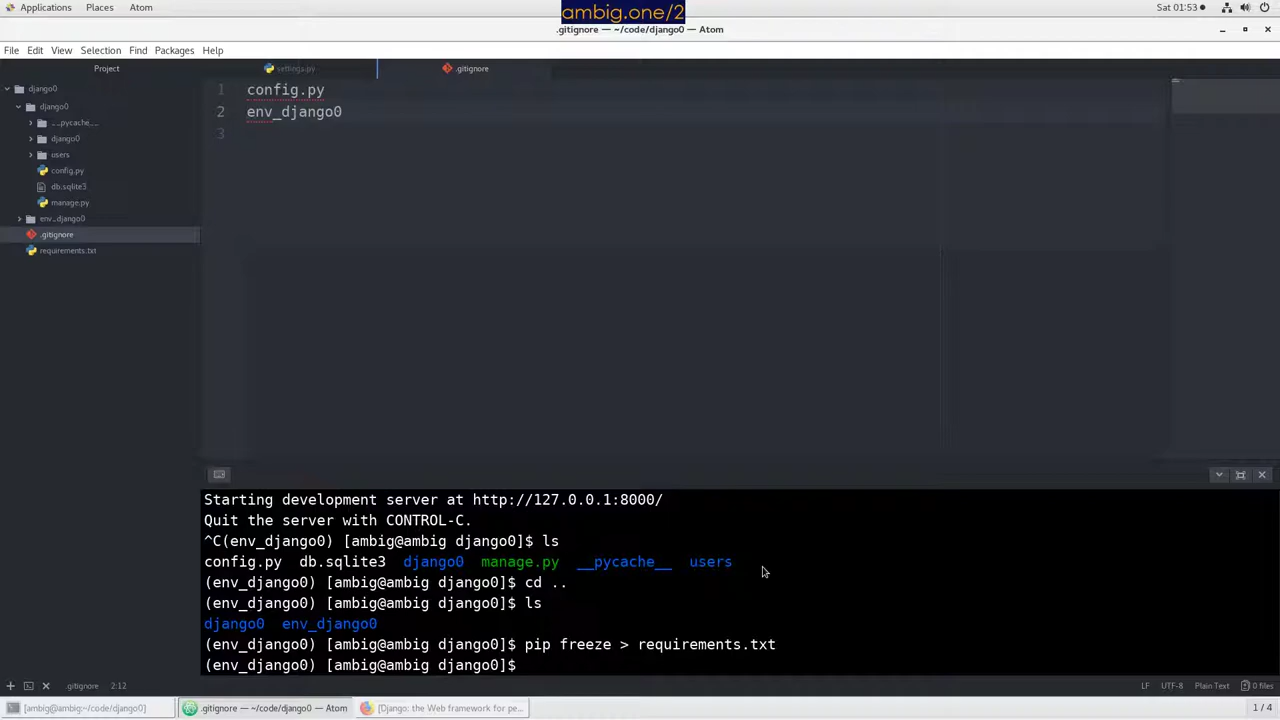 Applications Places Atom
ambig.one/2
Sat 01:53
.gitignore — ~/code/django0 — Atom
File Edit View Selection Find Packages Help
Project
settings.py
.gitignore
django0
django0
__pycache__
django0
users
config.py
db.sqlite3
manage.py
env_django0
.gitignore
requirements.txt
1 config.py
2 env_django0
3
Starting development server at http://127.0.0.1:8000/
Quit the server with CONTROL-C.
^C(env_django0) [ambig@ambig django0]$ ls
config.py db.sqlite3 django0 manage.py __pycache__ users
(env_django0) [ambig@ambig django0]$ cd ..
(env_django0) [ambig@ambig django0]$ ls
django0 env_django0
(env_django0) [ambig@ambig django0]$ pip freeze > requirements.txt
(env_django0) [ambig@ambig django0]$
.gitignore 2:12
LF UTF-8 Plain Text 0 files
[ambig@ambig:~/code/django0]
.gitignore — ~/code/django0 — Atom
[Django: the Web framework for pe...
1 / 4